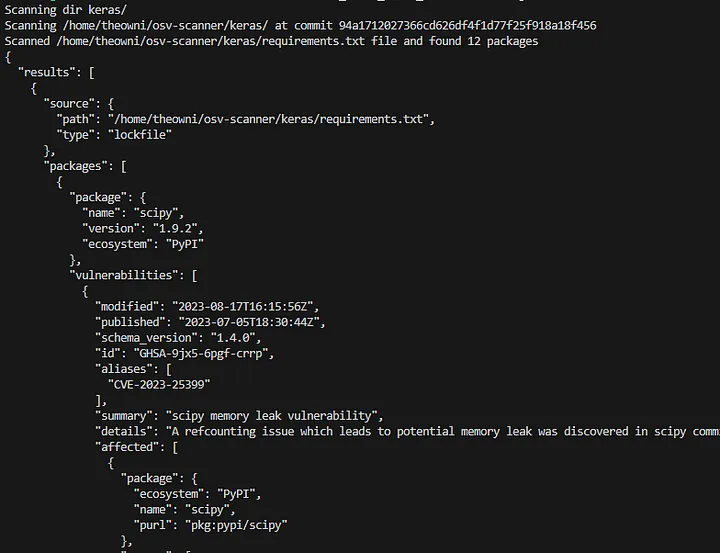 Scanning dir keras/
Scanning /home/theowni/osv-scanner/keras/ at commit 94a1712027366cd626df4f1d77f25f918a18f456
Scanned /home/theowni/osv-scanner/keras/requirements.txt file and found 12 packages
{
  "results": [
    {
      "source": {
        "path": "/home/theowni/osv-scanner/keras/requirements.txt",
        "type": "lockfile"
      },
      "packages": [
        {
          "package": {
            "name": "scipy",
            "version": "1.9.2",
            "ecosystem": "PyPI"
          },
          "vulnerabilities": [
            {
              "modified": "2023-08-17T16:15:56Z",
              "published": "2023-07-05T18:30:44Z",
              "schema_version": "1.4.0",
              "id": "GHSA-9jx5-6pgf-crrp",
              "aliases": [
                "CVE-2023-25399"
              ],
              "summary": "scipy memory leak vulnerability",
              "details": "A refcounting issue which leads to potential memory leak was discovered in scipy comm
              "affected": [
                {
                  "package": {
                    "ecosystem": "PyPI",
                    "name": "scipy",
                    "purl": "pkg:pypi/scipy"
                  },